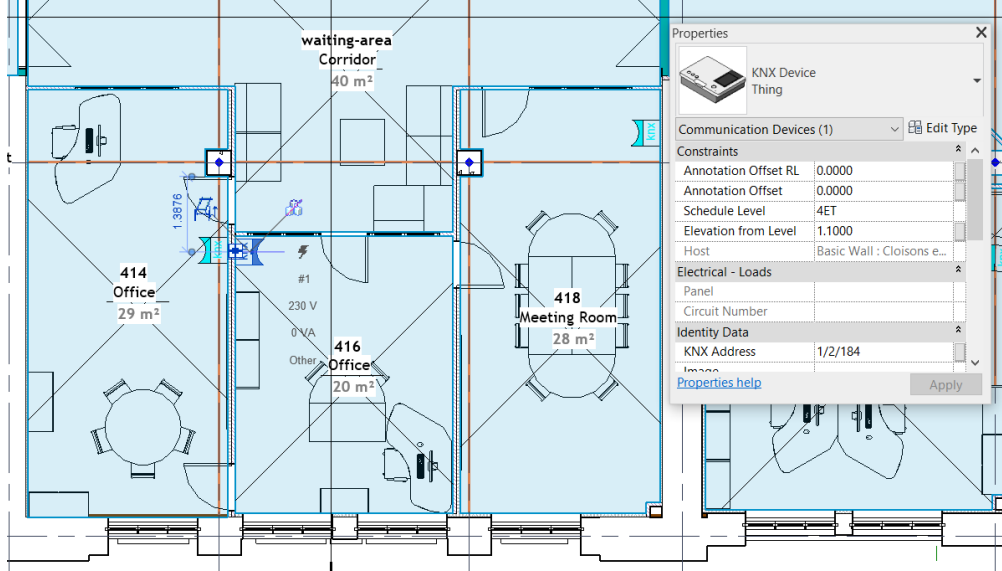 waiting-area
Corridor
40 m²
knx
1.3876
knx
knx
414
Office
29 m²
#1
230 V
0 VA
Other
416
Office
20 m²
418
Meeting Room
28 m²
Properties
KNX Device
Thing
Communication Devices (1)
Edit Type
Constraints
Annotation Offset RL 0.0000
Annotation Offset 0.0000
Schedule Level 4ET
Elevation from Level 1.1000
Host Basic Wall : Cloisons e...
Electrical - Loads
Panel
Circuit Number
Identity Data
KNX Address 1/2/184
Image
Properties help
Apply